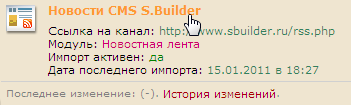 Новости CMS S.Builder
Ссылка на канал: http://www.sbuilder.ru/rss.php
Модуль: Новостная лента
Импорт активен: да
Дата последнего импорта: 15.01.2011 в 18:27
Последнее изменение: (-). История изменений.